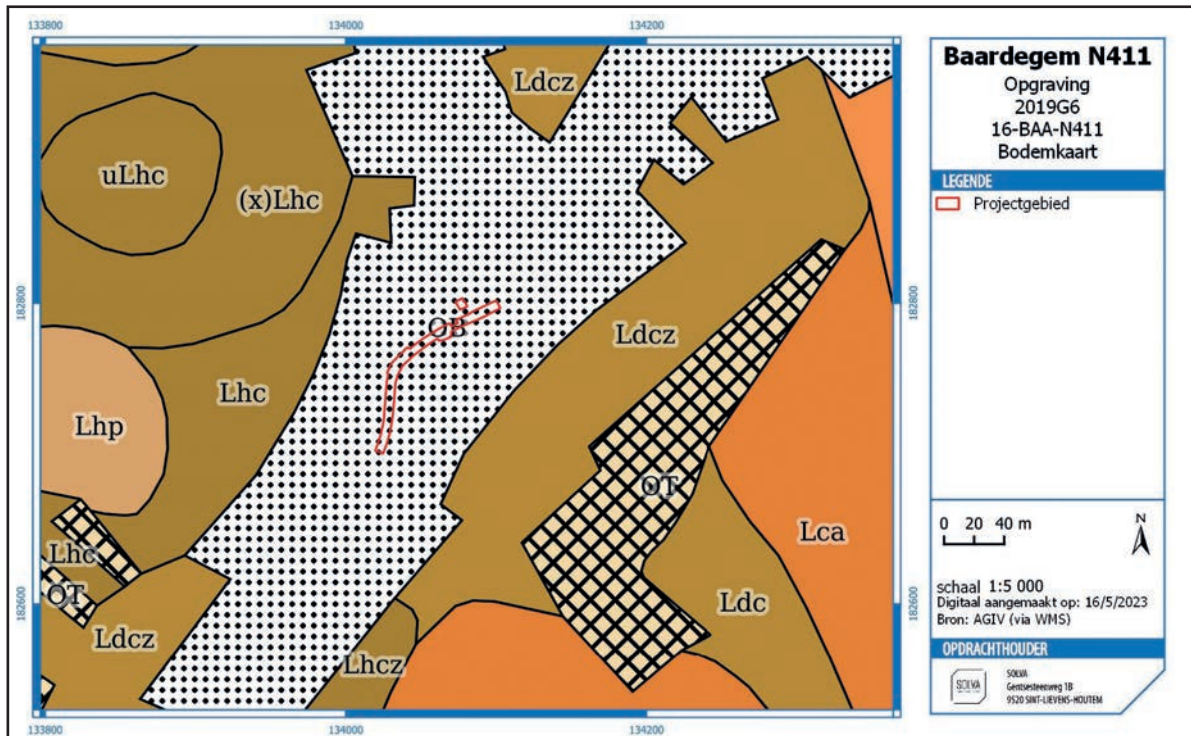 133800
134000
134200
Ldcz
uLhc
(x)Lhc
182800
182800
OB
Ldcz
Lhc
Lhp
OT
Lca
Lhc
OT
Ldc
182600
182600
Ldcz
Lhcz
133800
134000
134200
Baardegem N411
Opgraving
2019G6
16-BAA-N411
Bodemkaart
LEGENDE
Projectgebied
0 20 40 m
N
schaal 1:5 000
Digitaal aangemaakt op: 16/5/2023
Bron: AGIV (via WMS)
OPDRACHTHOUDER
SOLVA
SOLVA
Gentsesteenweg 1B
9520 SINT-LIEVENS-HOUTEM